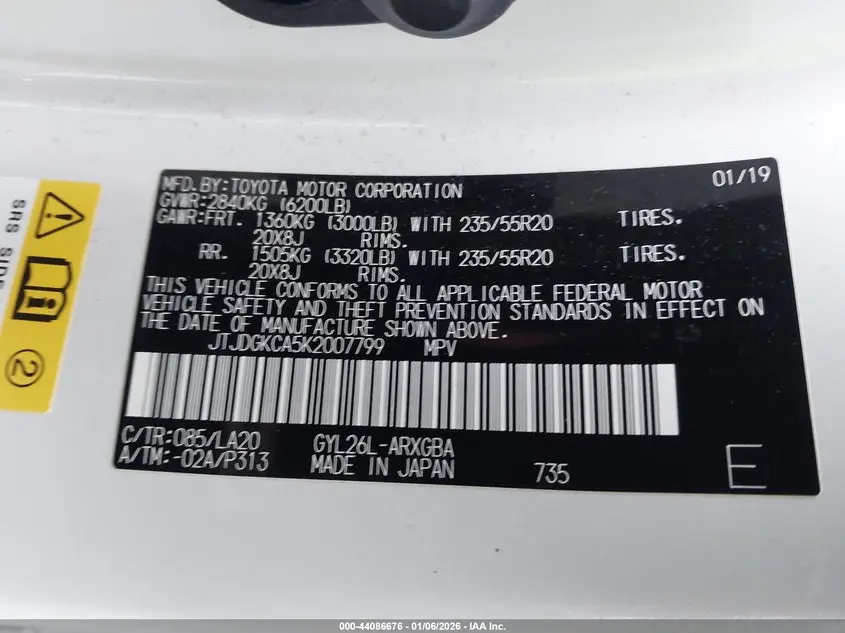 MFD.BY:TOYOTA MOTOR CORPORATION 01/19
GVWR:2840KG (6200LB)
GAWR:FRT. 1360KG (3000LB) WITH 235/55R20 TIRES.
20X8J RIMS.
RR. 1505KG (3320LB) WITH 235/55R20 TIRES.
20X8J RIMS.
THIS VEHICLE CONFORMS TO ALL APPLICABLE FEDERAL MOTOR
VEHICLE SAFETY AND THEFT PREVENTION STANDARDS IN EFFECT ON
THE DATE OF MANUFACTURE SHOWN ABOVE.
JTJDGKCA5K2007799 MPV
C/TR:085/LA20 GYL26L-ARXGBA
A/TM:-02A/P313 MADE IN JAPAN 735 E
SRS SIDE
2
000-44086676 - 01/06/2026 - IAA Inc.